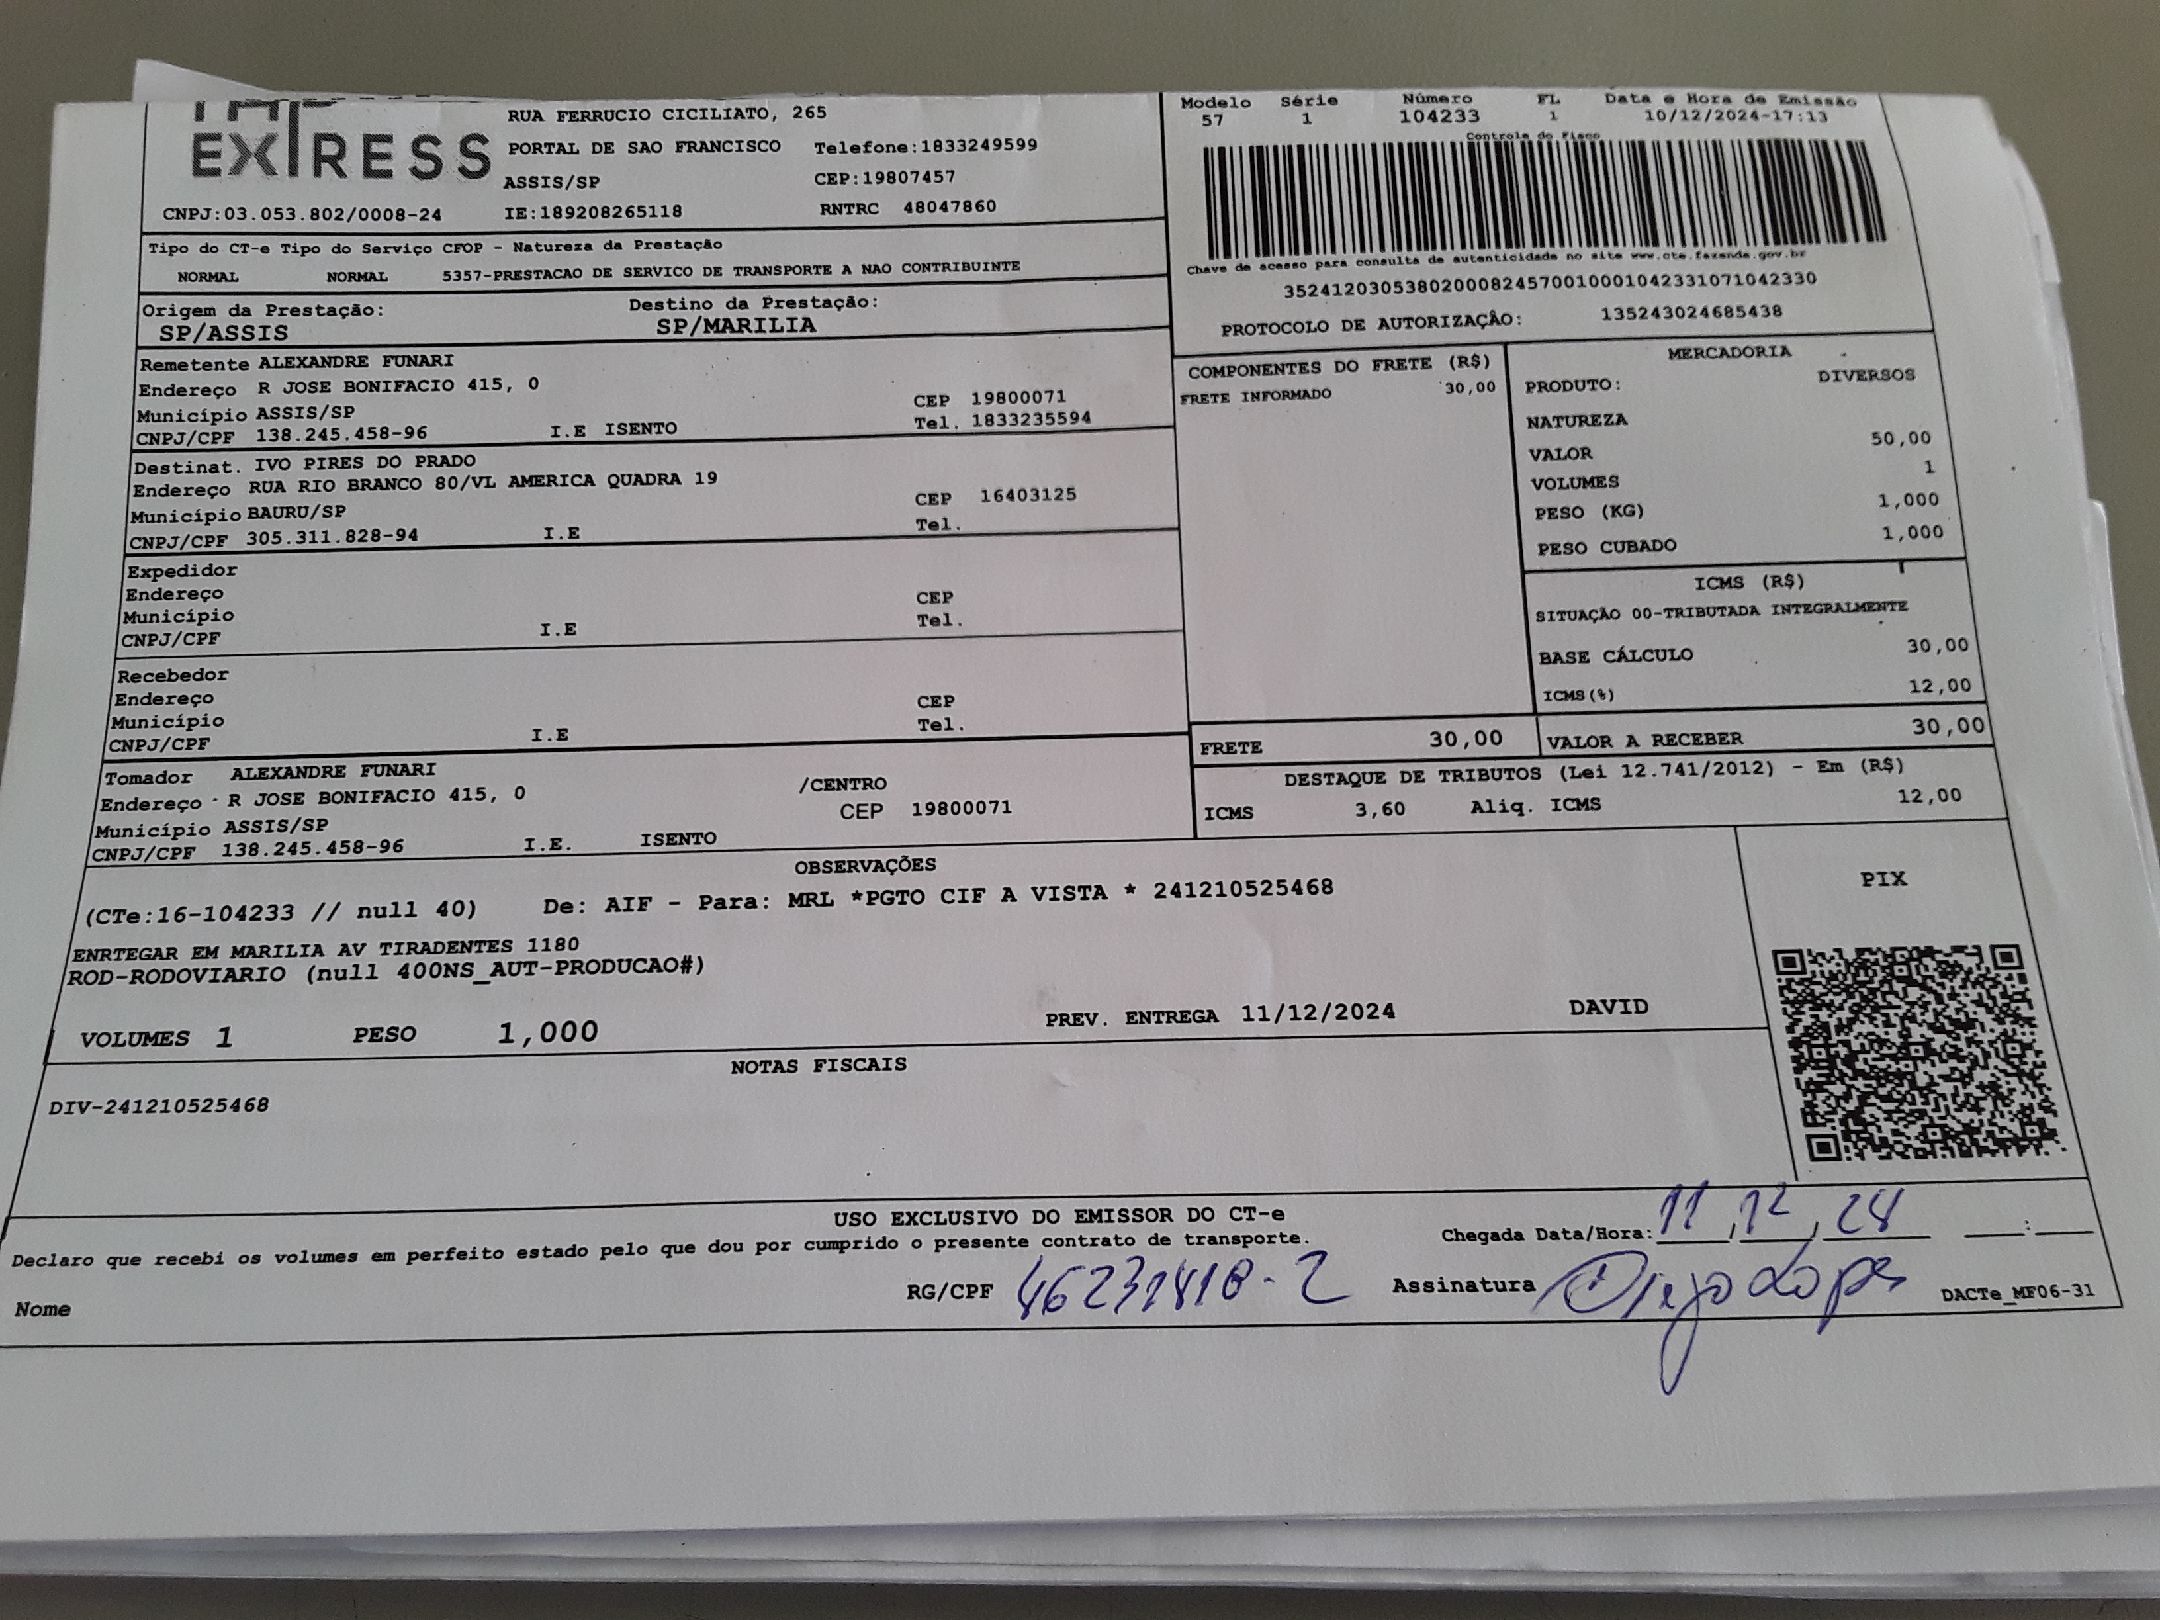 EXPRESS
RUA FERRUCIO CICILIATO, 265
PORTAL DE SAO FRANCISCO Telefone:1833249599
ASSIS/SP CEP:19807457
CNPJ:03.053.802/0008-24 IE:189208265118 RNTRC 48047860
Modelo Série Número FL Data e Hora de Emissão
57 1 104233 1 10/12/2024-17:13
Controle do Fisco
Chave de acesso para consulta de autenticidade no site www.cte.fazenda.gov.br
35241203053802000824570010001042331071042330
PROTOCOLO DE AUTORIZAÇÃO: 135243024685438
Tipo do CT-e Tipo do Serviço CFOP - Natureza da Prestação
NORMAL NORMAL 5357-PRESTACAO DE SERVICO DE TRANSPORTE A NAO CONTRIBUINTE
Origem da Prestação: Destino da Prestação:
SP/ASSIS SP/MARILIA
Remetente ALEXANDRE FUNARI
Endereço R JOSE BONIFACIO 415, 0
Município ASSIS/SP CEP 19800071
CNPJ/CPF 138.245.458-96 I.E ISENTO Tel. 1833235594
Destinat. IVO PIRES DO PRADO
Endereço RUA RIO BRANCO 80/VL AMERICA QUADRA 19
Município BAURU/SP CEP 16403125
CNPJ/CPF 305.311.828-94 I.E Tel.
Expedidor
Endereço CEP
Município Tel.
CNPJ/CPF I.E
Recebedor
Endereço CEP
Município Tel.
CNPJ/CPF I.E
Tomador ALEXANDRE FUNARI
Endereço R JOSE BONIFACIO 415, 0 /CENTRO
Município ASSIS/SP CEP 19800071
CNPJ/CPF 138.245.458-96 I.E. ISENTO
COMPONENTES DO FRETE (R$)
FRETE INFORMADO 30,00
MERCADORIA
PRODUTO: DIVERSOS
NATUREZA
VALOR 50,00
VOLUMES 1
PESO (KG) 1,000
PESO CUBADO 1,000
ICMS (R$)
SITUAÇÃO 00-TRIBUTADA INTEGRALMENTE
BASE CÁLCULO 30,00
ICMS(%) 12,00
FRETE 30,00 VALOR A RECEBER 30,00
DESTAQUE DE TRIBUTOS (Lei 12.741/2012) - Em (R$)
ICMS 3,60 Aliq. ICMS 12,00
OBSERVAÇÕES
(CTe:16-104233 // null 40) De: AIF - Para: MRL *PGTO CIF A VISTA * 241210525468
ENRTEGAR EM MARILIA AV TIRADENTES 1180
ROD-RODOVIARIO (null 400NS_AUT-PRODUCAO#)
VOLUMES 1 PESO 1,000 PREV. ENTREGA 11/12/2024 DAVID
PIX
NOTAS FISCAIS
DIV-241210525468
USO EXCLUSIVO DO EMISSOR DO CT-e
Declaro que recebi os volumes em perfeito estado pelo que dou por cumprido o presente contrato de transporte.
Chegada Data/Hora: 11 / 12 / 24 :
Nome RG/CPF 46231418-2 Assinatura Diego Lopes DACTe_MF06-31